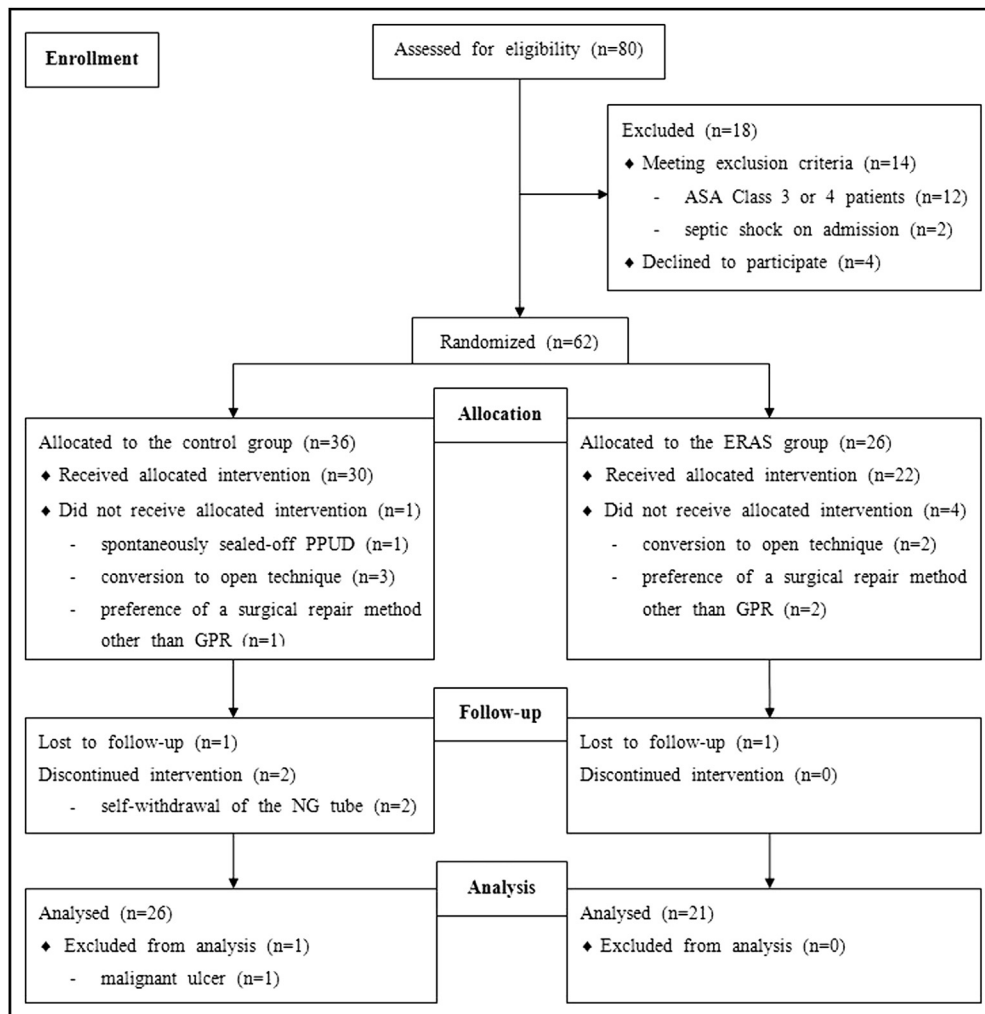 Enrollment
Assessed for eligibility (n=80)
Excluded (n=18)
♦ Meeting exclusion criteria (n=14)
- ASA Class 3 or 4 patients (n=12)
- septic shock on admission (n=2)
♦ Declined to participate (n=4)
Randomized (n=62)
Allocation
Allocated to the control group (n=36)
♦ Received allocated intervention (n=30)
♦ Did not receive allocated intervention (n=1)
- spontaneously sealed-off PPUD (n=1)
- conversion to open technique (n=3)
- preference of a surgical repair method
other than GPR (n=1)
Allocated to the ERAS group (n=26)
♦ Received allocated intervention (n=22)
♦ Did not receive allocated intervention (n=4)
- conversion to open technique (n=2)
- preference of a surgical repair method
other than GPR (n=2)
Follow-up
Lost to follow-up (n=1)
Discontinued intervention (n=2)
- self-withdrawal of the NG tube (n=2)
Lost to follow-up (n=1)
Discontinued intervention (n=0)
Analysis
Analysed (n=26)
♦ Excluded from analysis (n=1)
- malignant ulcer (n=1)
Analysed (n=21)
♦ Excluded from analysis (n=0)